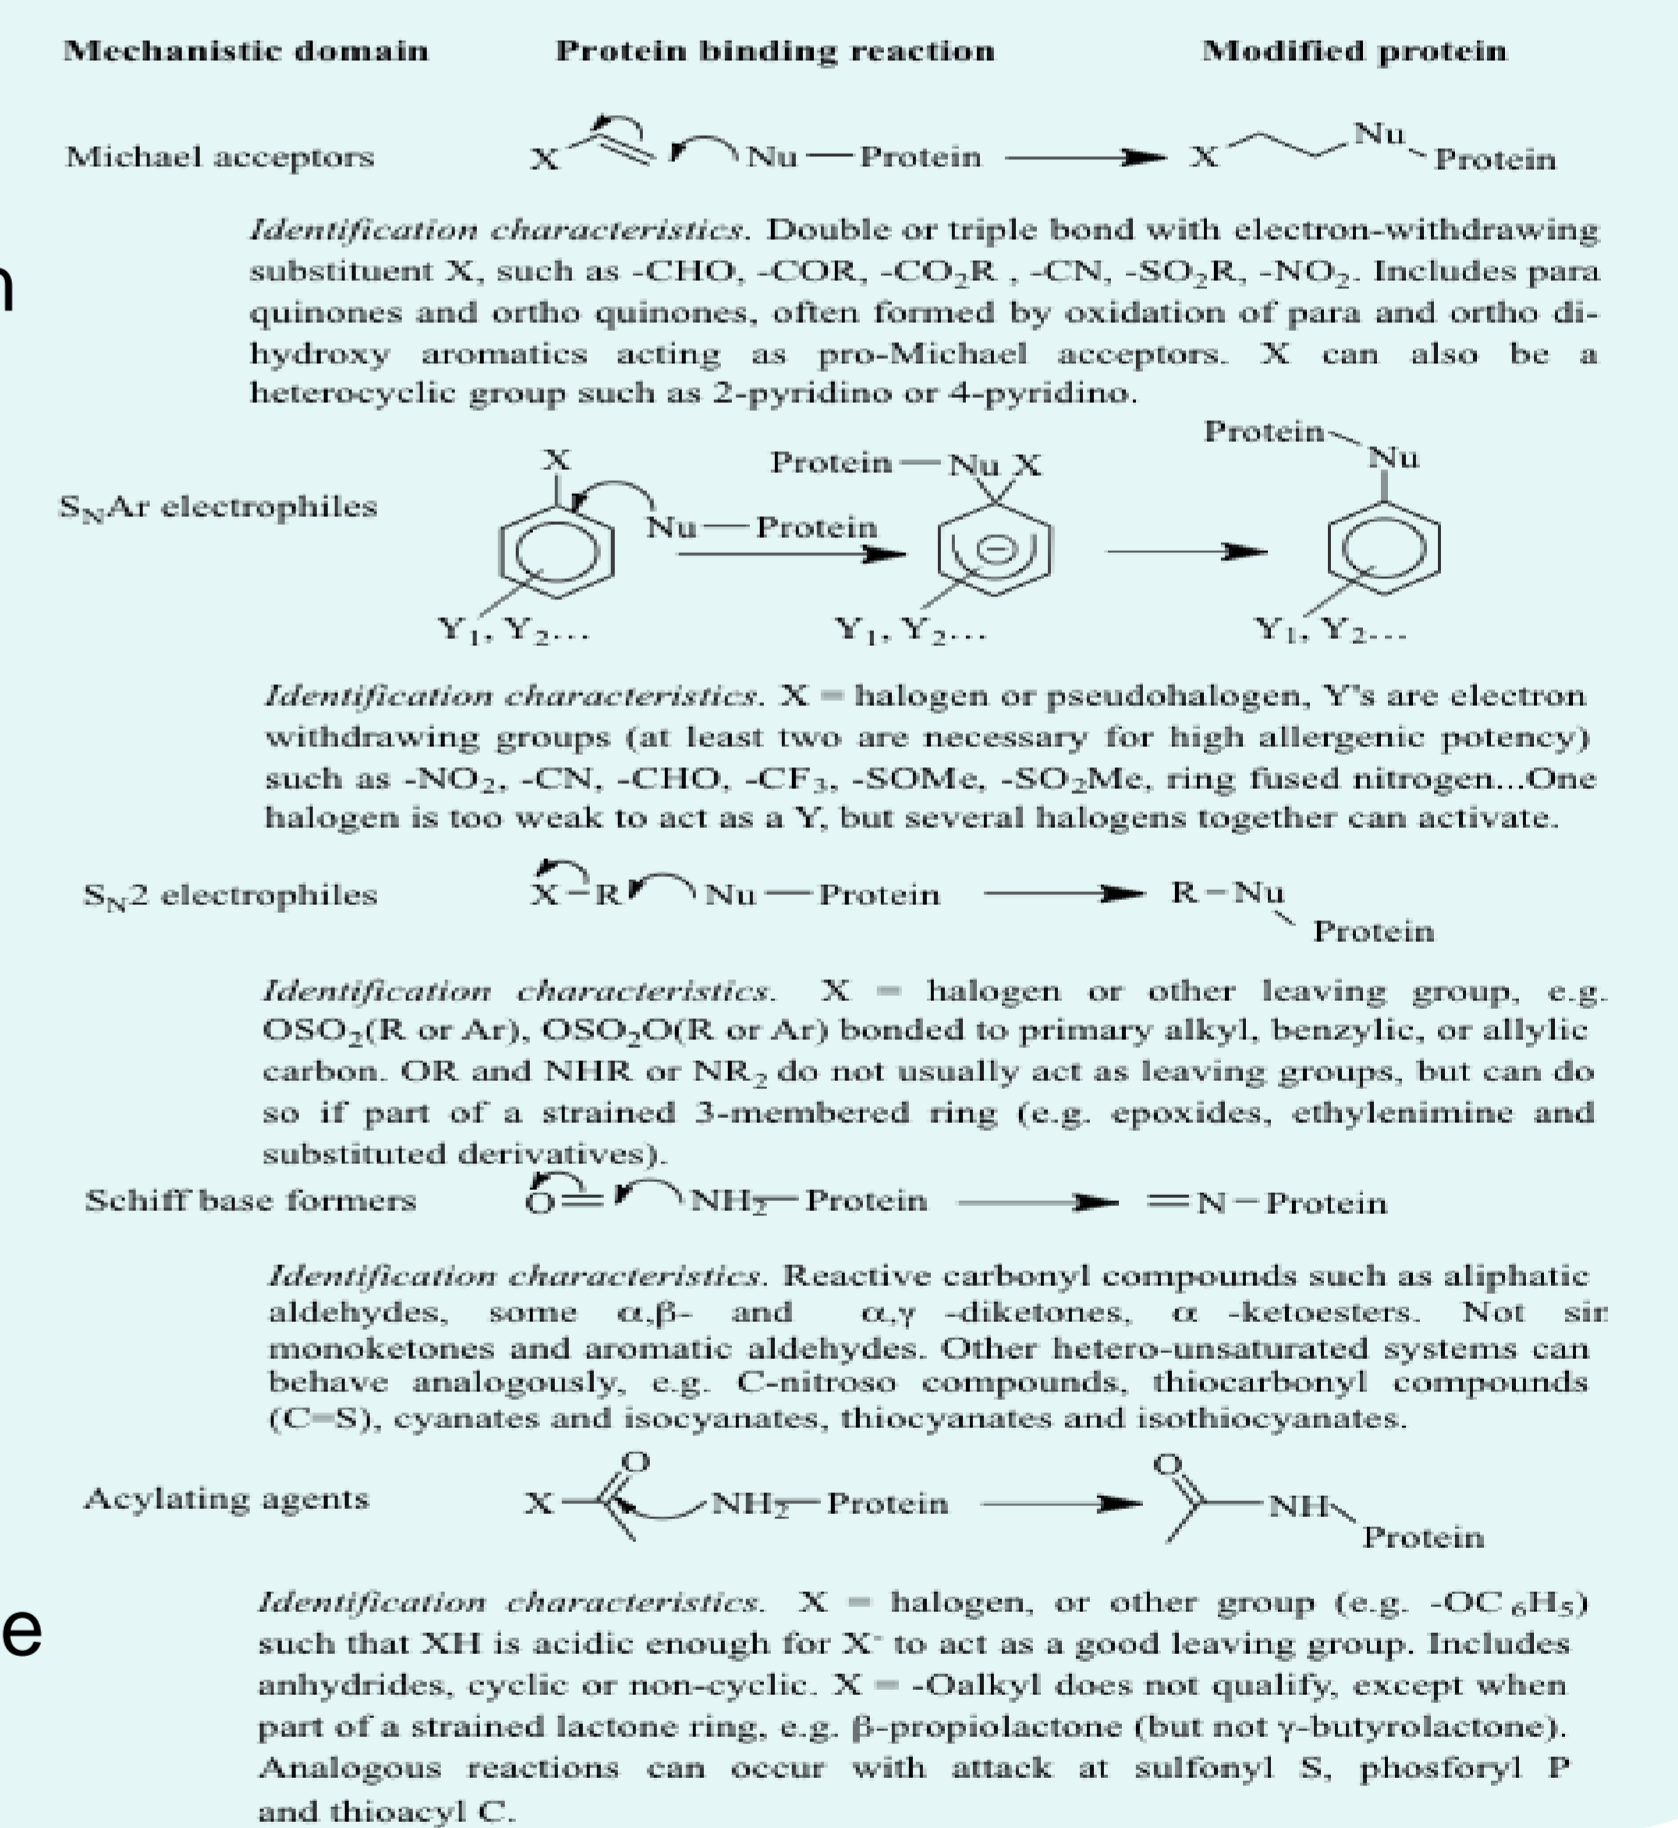 Mechanistic domain Protein binding reaction Modified protein
Michael acceptors X Nu — Protein X Nu Protein
Identification characteristics. Double or triple bond with electron-withdrawing
substituent X, such as -CHO, -COR, -CO₂R , -CN, -SO₂R, -NO₂. Includes para
n
quinones and ortho quinones, often formed by oxidation of para and ortho di-
hydroxy aromatics acting as pro-Michael acceptors. X can also be a
heterocyclic group such as 2-pyridino or 4-pyridino.
Protein
X Protein — Nu X Nu
SNAr electrophiles Nu — Protein
Y₁, Y₂... Y₁, Y₂... Y₁, Y₂...
Identification characteristics. X = halogen or pseudohalogen, Y's are electron
withdrawing groups (at least two are necessary for high allergenic potency)
such as -NO₂, -CN, -CHO, -CF₃, -SOMe, -SO₂Me, ring fused nitrogen...One
halogen is too weak to act as a Y, but several halogens together can activate.
SN2 electrophiles X – R Nu — Protein R – Nu
Protein
Identification characteristics. X = halogen or other leaving group, e.g.
OSO₂(R or Ar), OSO₂O(R or Ar) bonded to primary alkyl, benzylic, or allylic
carbon. OR and NHR or NR₂ do not usually act as leaving groups, but can do
so if part of a strained 3-membered ring (e.g. epoxides, ethylenimine and
substituted derivatives).
Schiff base formers O= NH₂— Protein =N – Protein
Identification characteristics. Reactive carbonyl compounds such as aliphatic
aldehydes, some α,β- and α,γ -diketones, α -ketoesters. Not
monoketones and aromatic aldehydes. Other hetero-unsaturated systems can
behave analogously, e.g. C-nitroso compounds, thiocarbonyl compounds
(C=S), cyanates and isocyanates, thiocyanates and isothiocyanates.
O O
Acylating agents X NH₂— Protein NH
Protein
Identification characteristics. X = halogen, or other group (e.g. -OC₆H₅)
e
such that XH is acidic enough for X⁻ to act as a good leaving group. Includes
anhydrides, cyclic or non-cyclic. X = -Oalkyl does not qualify, except when
part of a strained lactone ring, e.g. β-propiolactone (but not γ-butyrolactone).
Analogous reactions can occur with attack at sulfonyl S, phosforyl P
and thioacyl C.